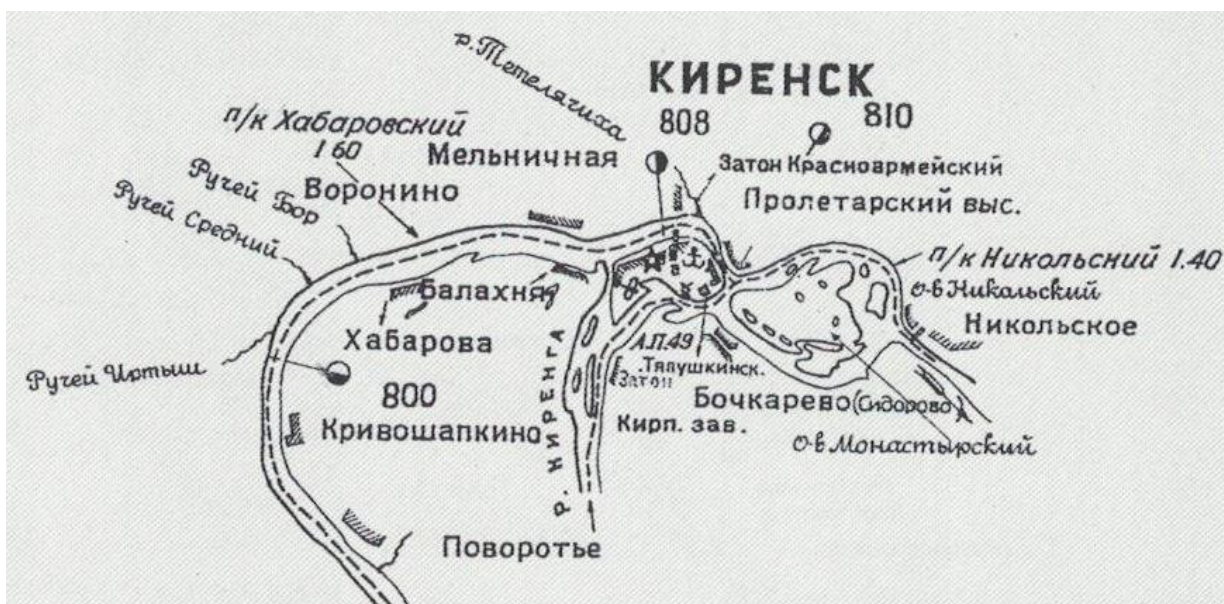 р. Тетелячиха
КИРЕНСК
808
810
п/к Хабаровский
1 60
Мельничная
Затон Красноармейский
Ручей Бор
Воронино
Пролетарский выс.
Ручей Средний
п/к Никольский 1.40
о-в Никольский
Балахня
Никольское
Хабарова
А.П.49
Тяпушкинск.
Ручей Иртыш
Затон
800
Бочкарево (Сидорово)
Кривошапкино
Кирп. зав.
о-в Монастырский
р. КИРЕНГА
Поворотье